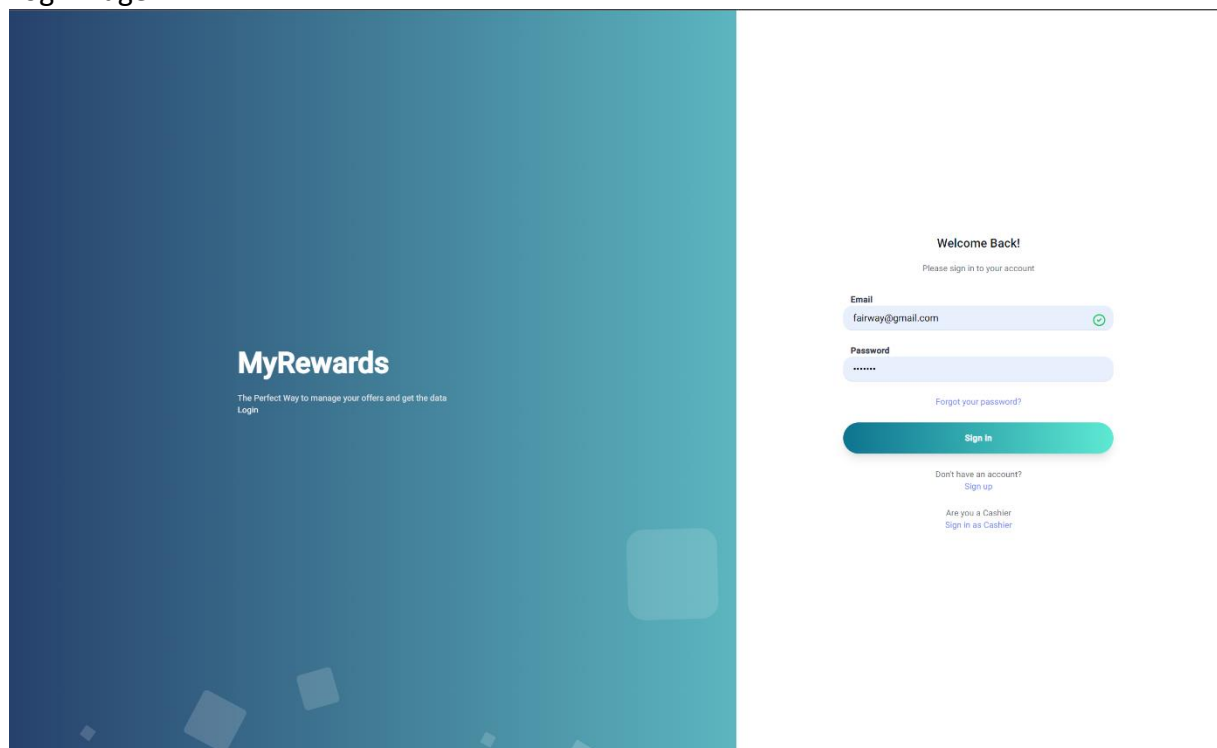 MyRewards
The Perfect Way to manage your offers and get the data
Login
Welcome Back!
Please sign in to your account
Email
fairway@gmail.com
Password
•••••••
Forgot your password?
Sign In
Don't have an account?
Sign up
Are you a Cashier
Sign in as Cashier